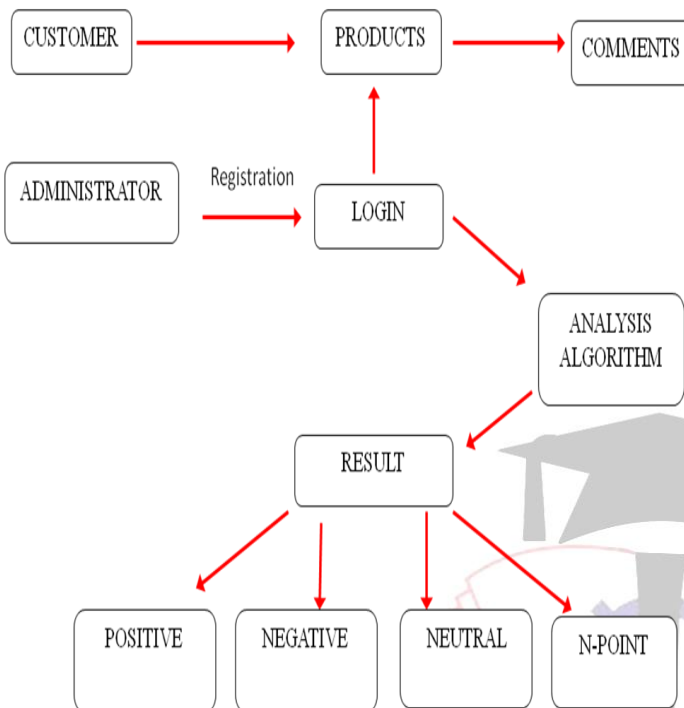 CUSTOMER
PRODUCTS
COMMENTS
ADMINISTRATOR
Registration
LOGIN
ANALYSIS
ALGORITHM
RESULT
POSITIVE
NEGATIVE
NEUTRAL
N-POINT